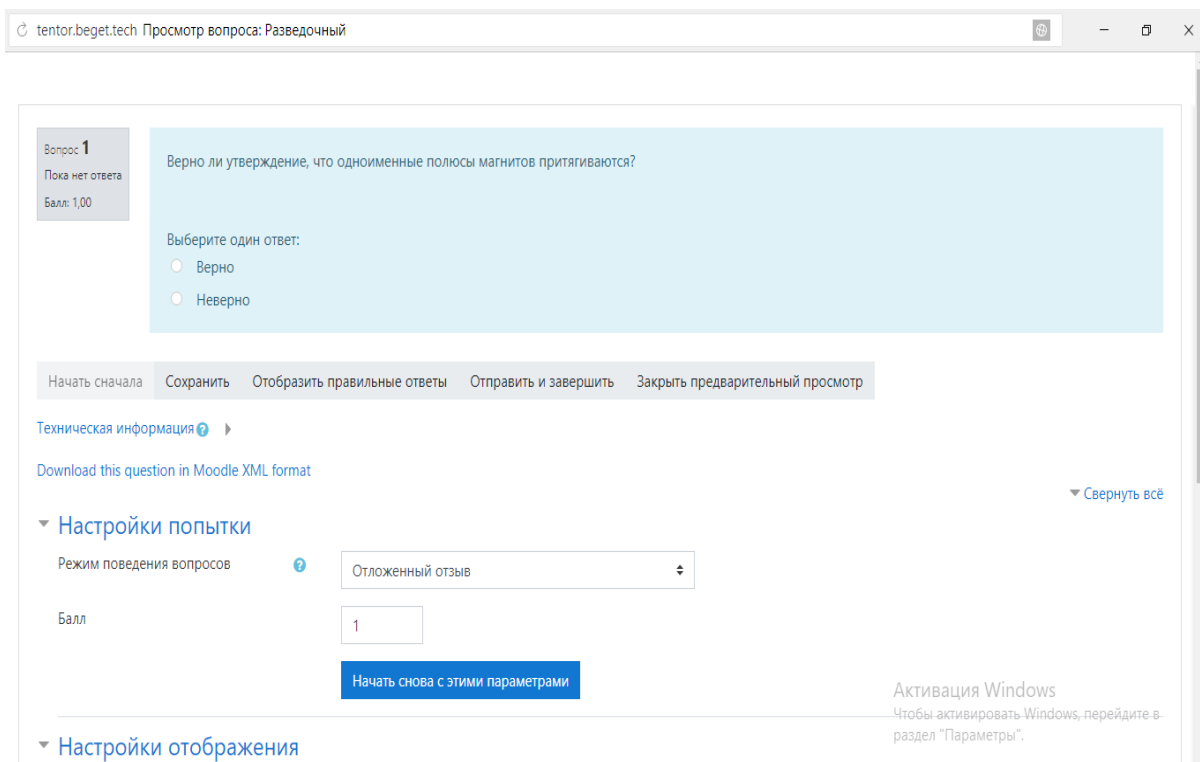 tentor.beget.tech Просмотр вопроса: Разведочный
Вопрос 1
Пока нет ответа
Балл: 1,00
Верно ли утверждение, что одноименные полюсы магнитов притягиваются?
Выберите один ответ:
Верно
Неверно
Начать сначала Сохранить Отобразить правильные ответы Отправить и завершить Закрыть предварительный просмотр
Техническая информация
Download this question in Moodle XML format
Свернуть всё
Настройки попытки
Режим поведения вопросов Отложенный отзыв
Балл 1
Начать снова с этими параметрами
Активация Windows
Чтобы активировать Windows, перейдите в
раздел "Параметры".
Настройки отображения